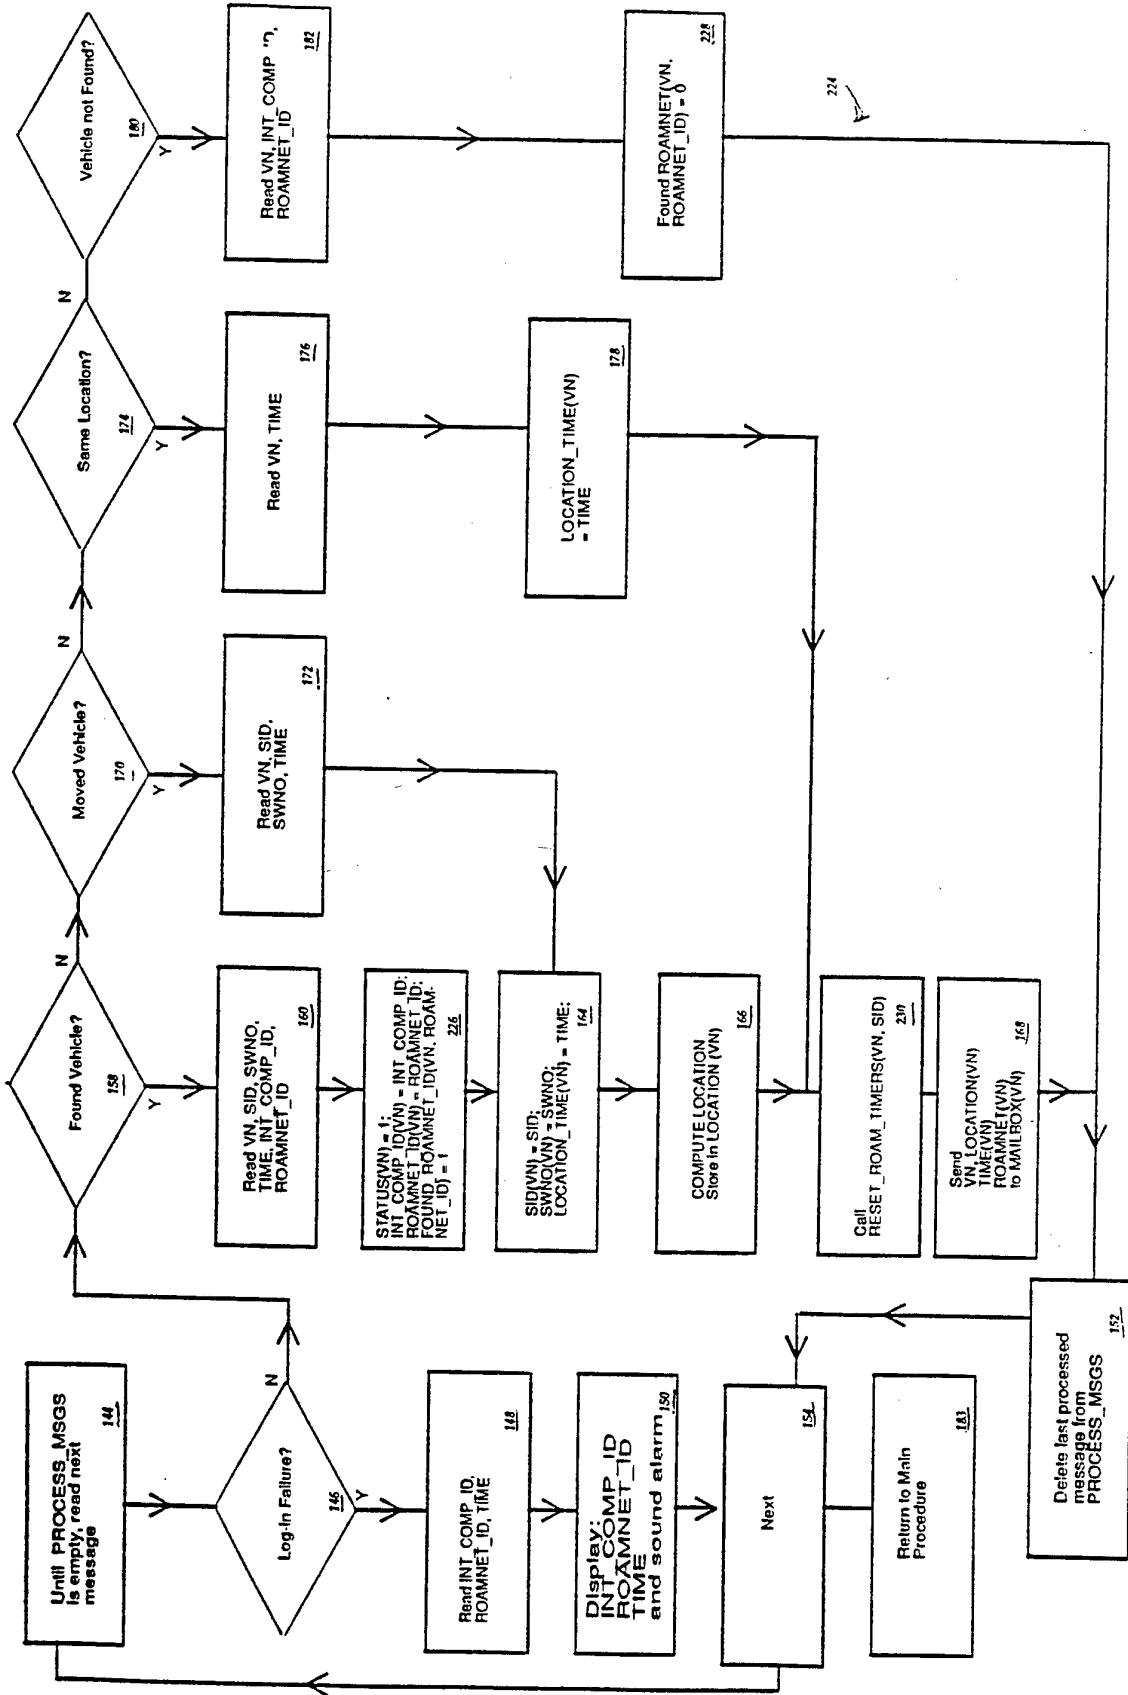 Until PROCESS_MSGS
is empty, read next
message
144
Log-In Failure?
146
N
Y
Read INT_COMP_ID,
ROAMNET_ID, TIME
148
Display:
INT_COMP_ID
ROAMNET_ID
TIME
and sound alarm
150
Next
154
Return to Main
Procedure
183
Delete last processed
message from
PROCESS_MSGS
152
Found Vehicle?
158
N
Y
Read VN, SID, SWNO,
TIME, INT_COMP_ID,
ROAMNET_ID
160
STATUS(VN) = 1;
INT_COMP_ID(VN) = INT_COMP_ID;
ROAMNET_ID(VN) = ROAMNET_ID;
FOUND_ROAMNET_ID(VN, ROAM-
NET_ID) = 1
226
SID(VN) = SID;
SWNO(VN) = SWNO;
LOCATION_TIME(VN) = TIME;
164
COMPUTE LOCATION
Store in LOCATION (VN)
166
Call
RESET_ROAM_TIMERS(VN, SID)
230
Send
VN, LOCATION(VN)
TIME(VN)
ROAMNET(VN)
to MAILBOX(VN)
168
Moved Vehicle?
170
N
Y
Read VN, SID,
SWNO, TIME
172
Same Location?
174
N
Y
Read VN, TIME
176
LOCATION_TIME(VN)
= TIME
178
Vehicle not Found?
180
Y
Read VN, INT_COMP
ROAMNET_ID
182
Found ROAMNET(VN,
ROAMNET_ID) = 0
228
224